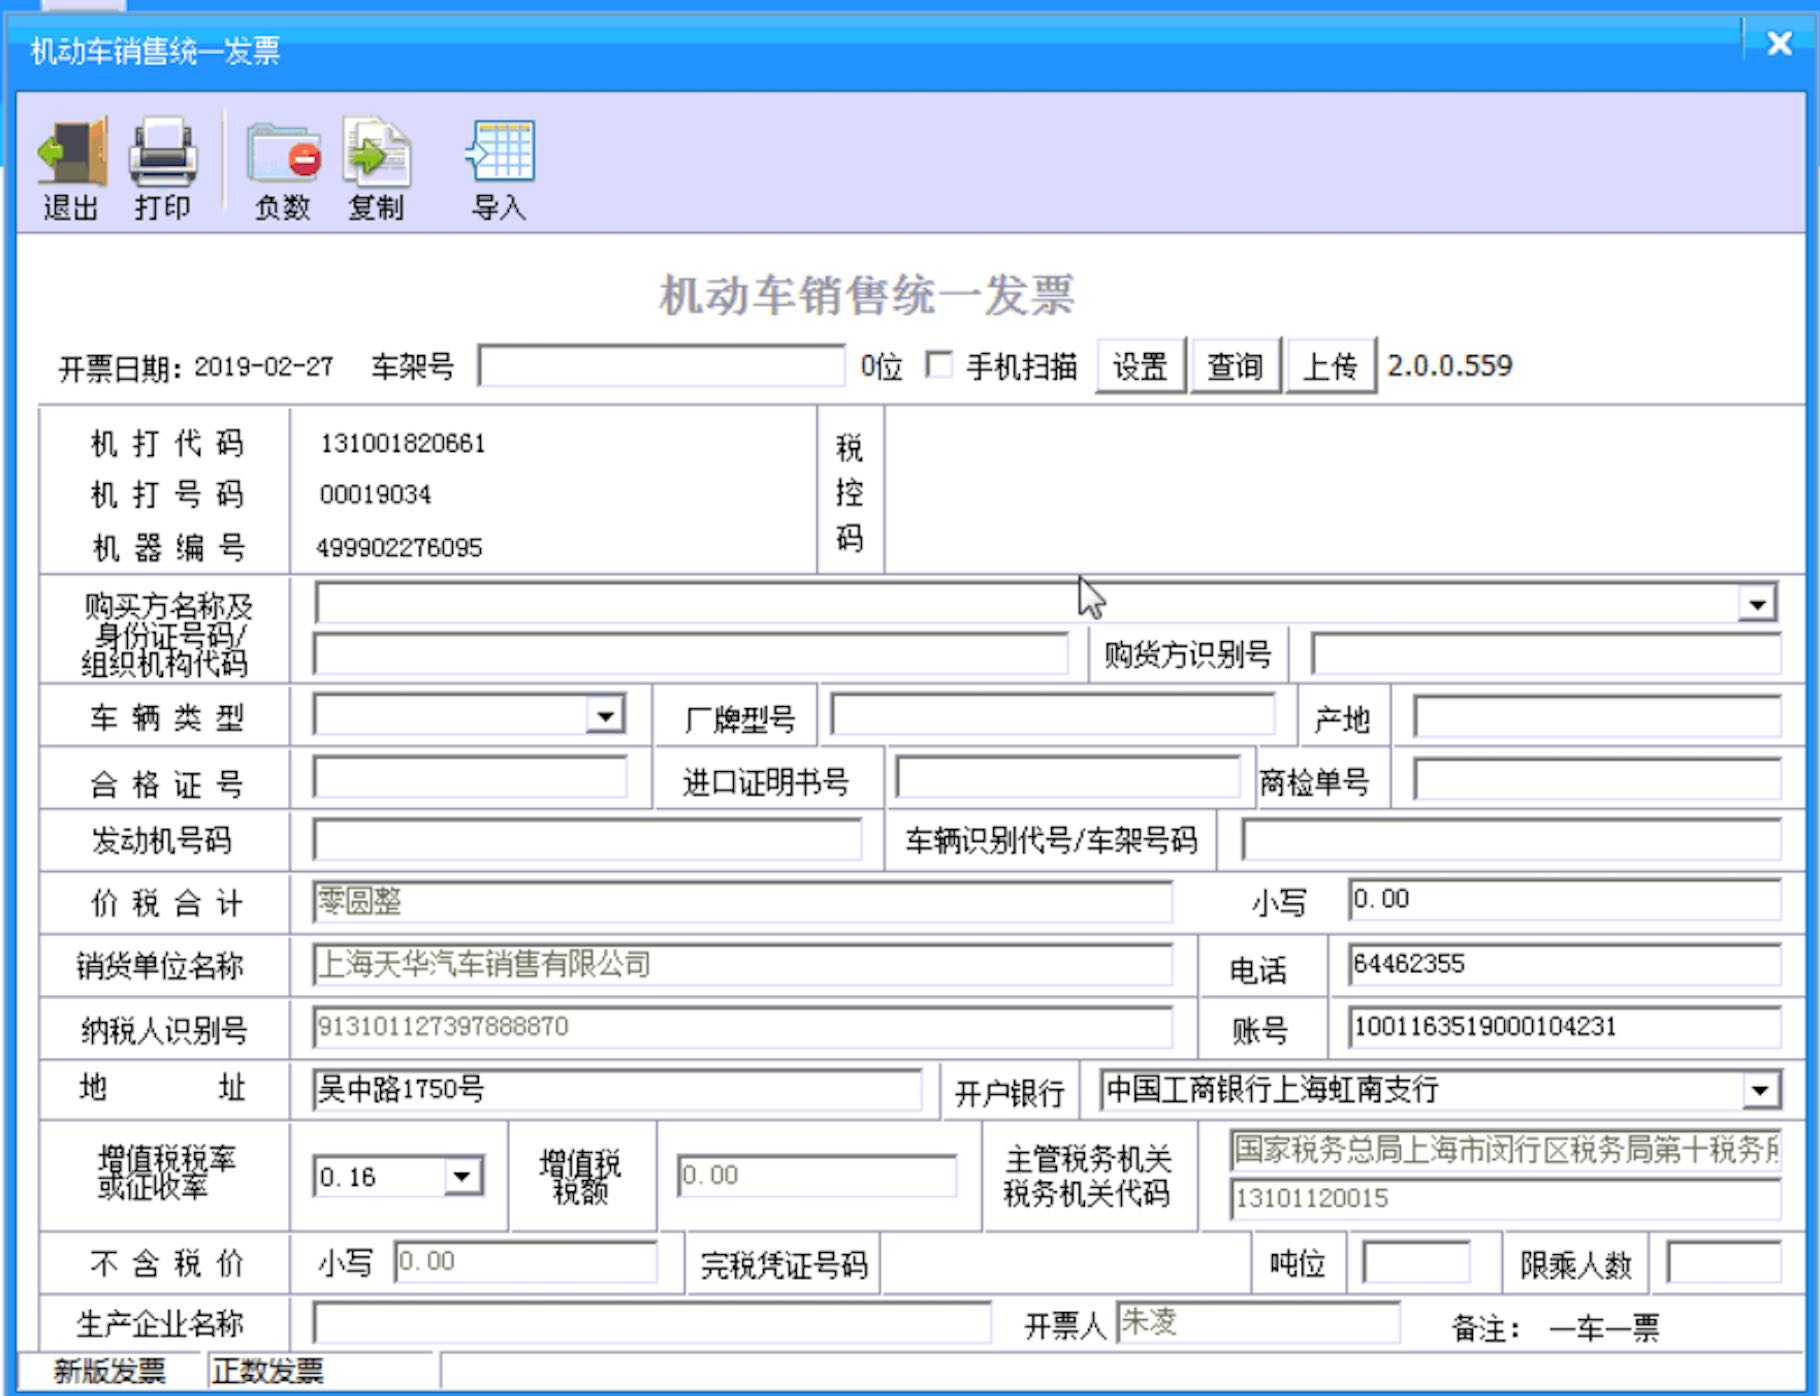 机动车销售统一发票
退出 打印 负数 复制 导入
机动车销售统一发票
开票日期: 2019-02-27 车架号 0位 手机扫描 设置 查询 上传 2.0.0.559
机打代码 131001820661
机打号码 00019034
机器编号 499902276095
税控码
购买方名称及
身份证号码/
组织机构代码
购货方识别号
车辆类型 厂牌型号 产地
合格证号 进口证明书号 商检单号
发动机号码 车辆识别代号/车架号码
价税合计 零圆整 小写 0.00
销货单位名称 上海天华汽车销售有限公司 电话 64462355
纳税人识别号 913101127397888870 账号 1001163519000104231
地址 吴中路1750号 开户银行 中国工商银行上海虹南支行
增值税税率
或征收率
0.16
增值税
税额
0.00
主管税务机关
税务机关代码
国家税务总局上海市闵行区税务局第十税务
13101120015
不含税价 小写 0.00 完税凭证号码 吨位 限乘人数
生产企业名称 开票人 朱凌 备注: 一车一票
新版发票 正数发票